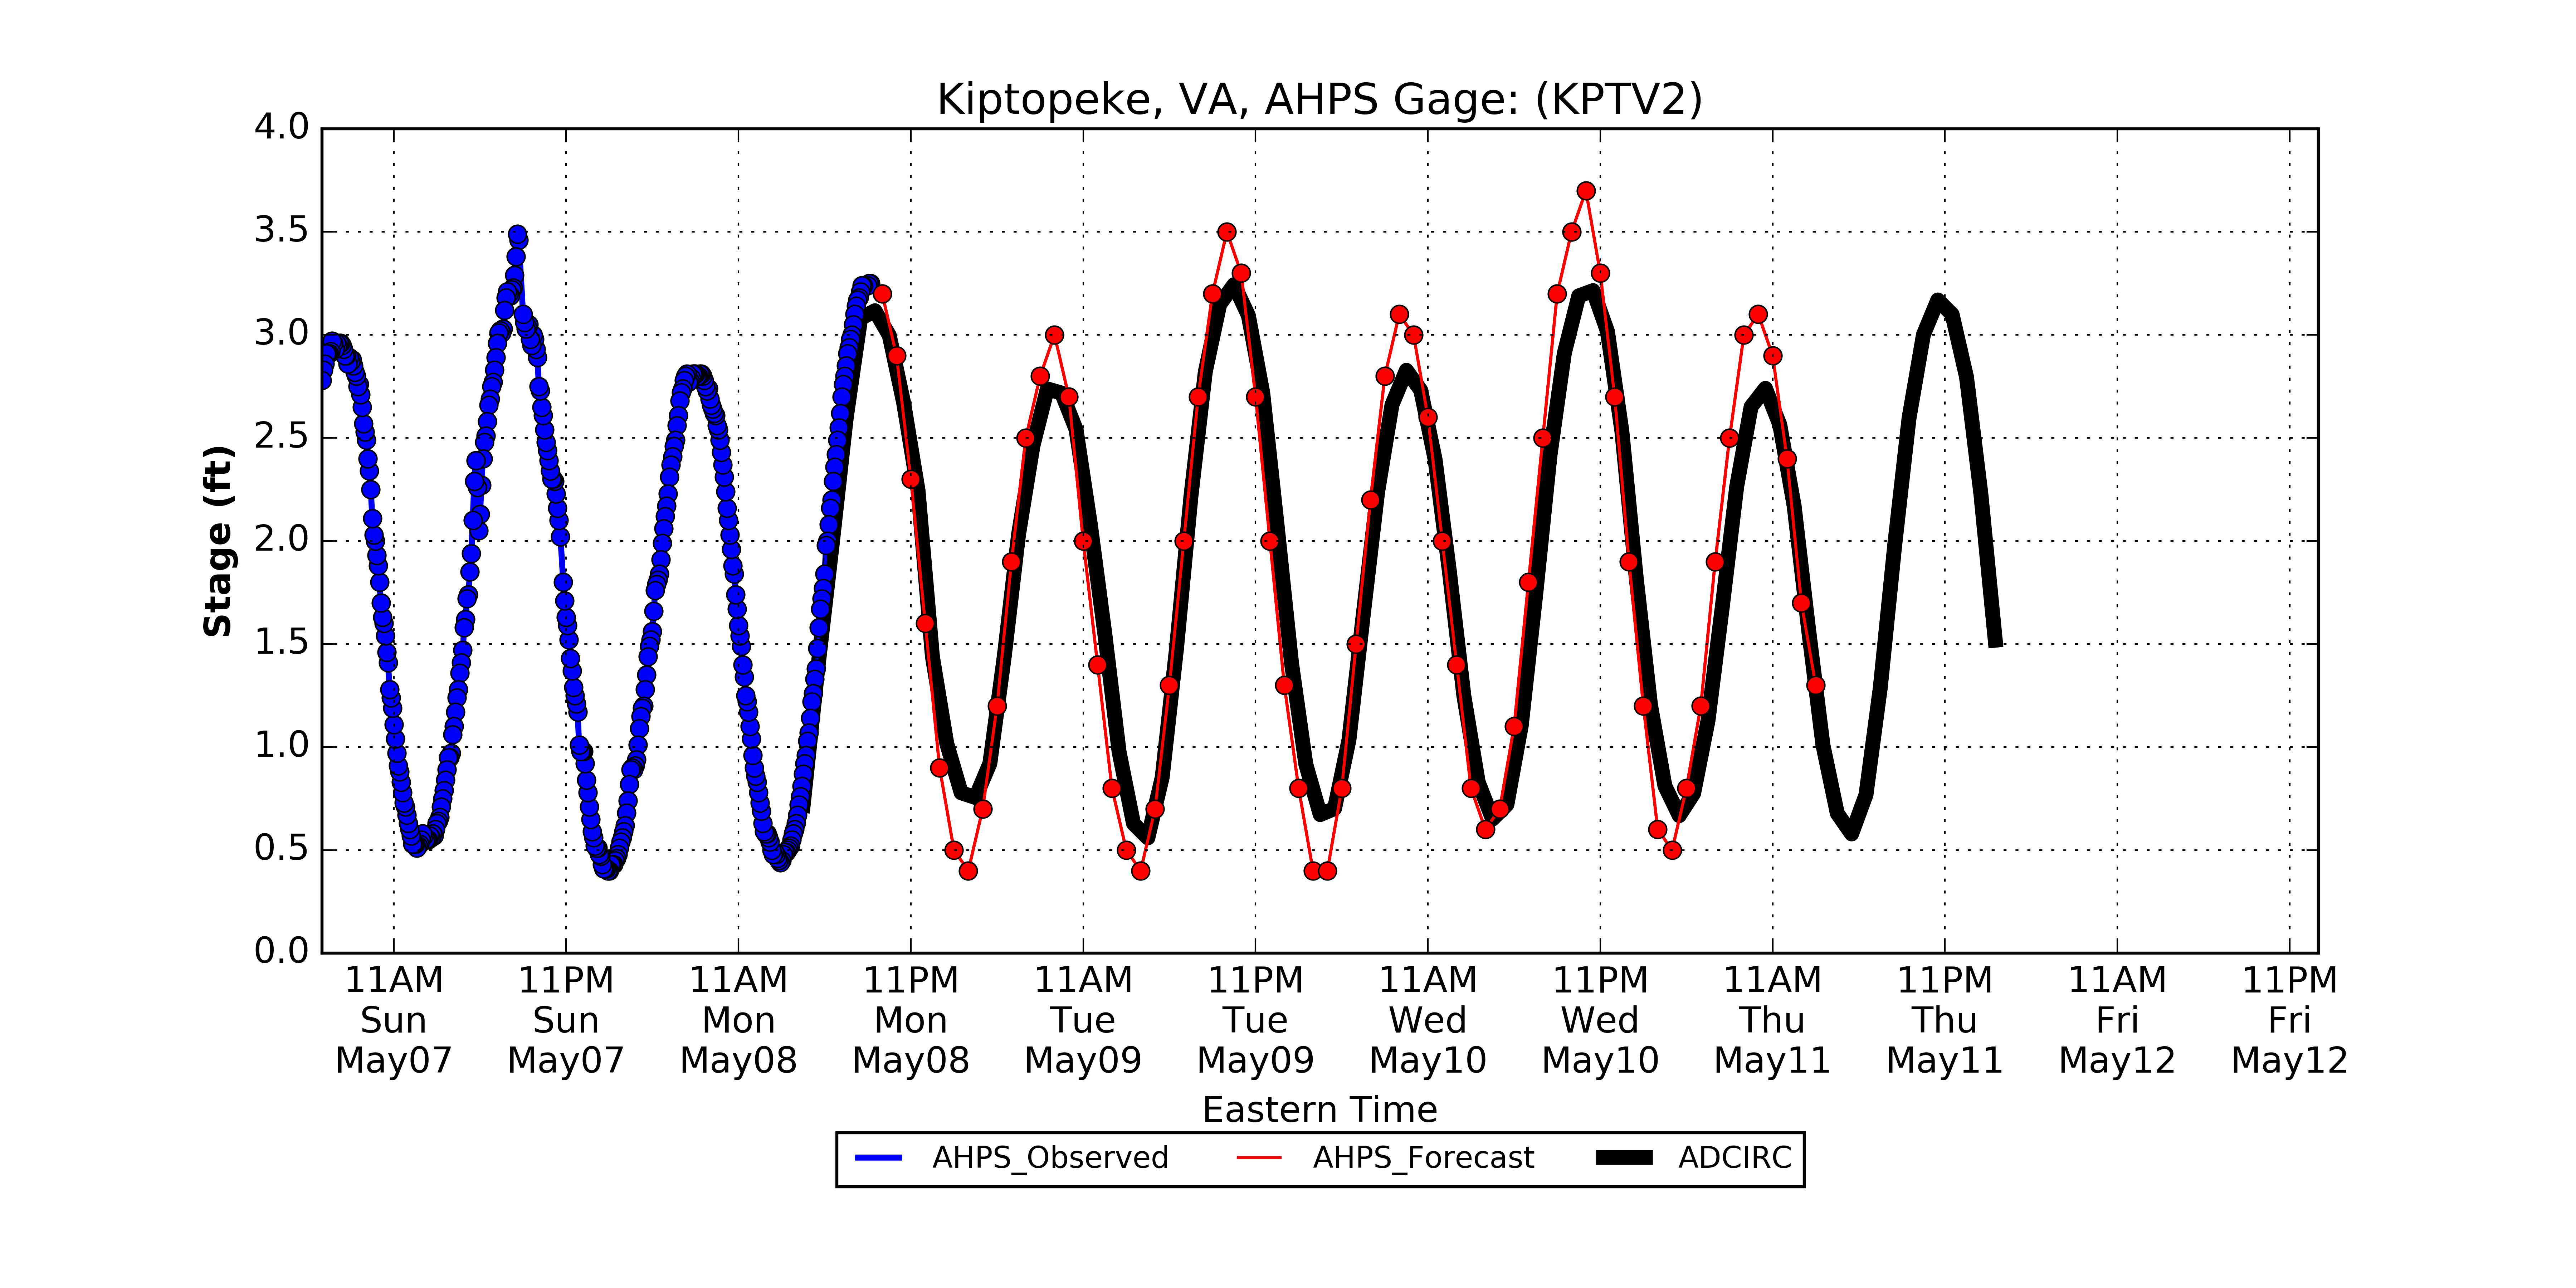 Kiptopeke, VA, AHPS Gage: (KPTV2)
4.0
3.5
3.0
2.5
2.0
1.5
1.0
0.5
0.0
Stage (ft)
11AM 11PM 11AM 11PM 11AM 11PM 11AM 11PM 11AM 11PM 11AM 11PM
Sun Sun Mon Mon Tue Tue Wed Wed Thu Thu Fri Fri
May07 May07 May08 May08 May09 May09 May10 May10 May11 May11 May12 May12
Eastern Time
AHPS_Observed AHPS_Forecast ADCIRC